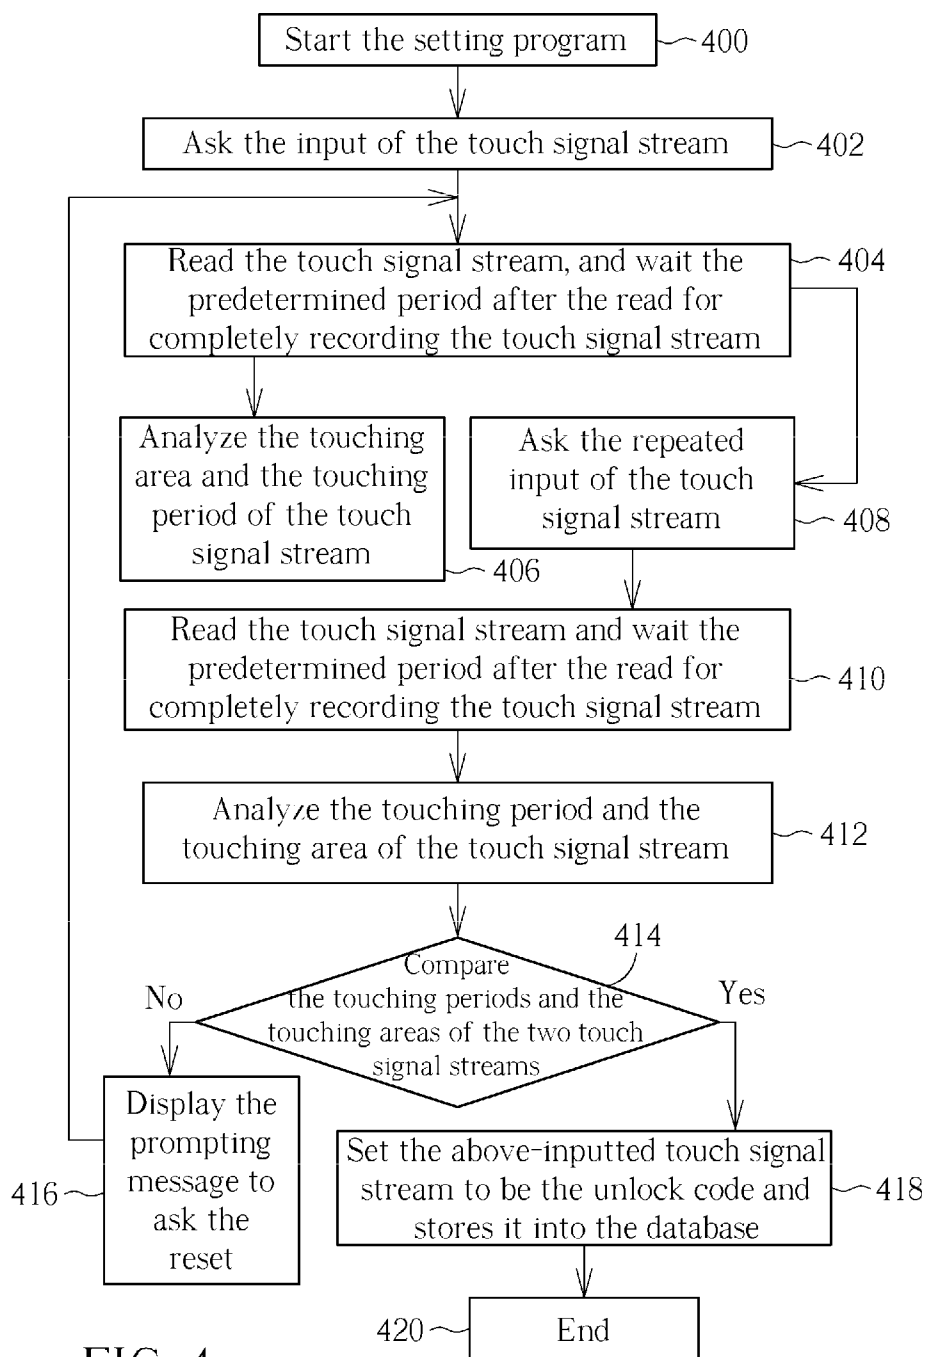 Start the setting program
400
Ask the input of the touch signal stream
402
Read the touch signal stream, and wait the
predetermined period after the read for
completely recording the touch signal stream
404
Analyze the touching
area and the touching
period of the touch
signal stream
406
Ask the repeated
input of the touch
signal stream
408
Read the touch signal stream and wait the
predetermined period after the read for
completely recording the touch signal stream
410
Analyze the touching period and the
touching area of the touch signal stream
412
414
Compare
the touching periods and the
touching areas of the two touch
signal streams
No
Yes
Display the
prompting
message to
ask the
reset
416
Set the above-inputted touch signal
stream to be the unlock code and
stores it into the database
418
End
420
FIG. 4